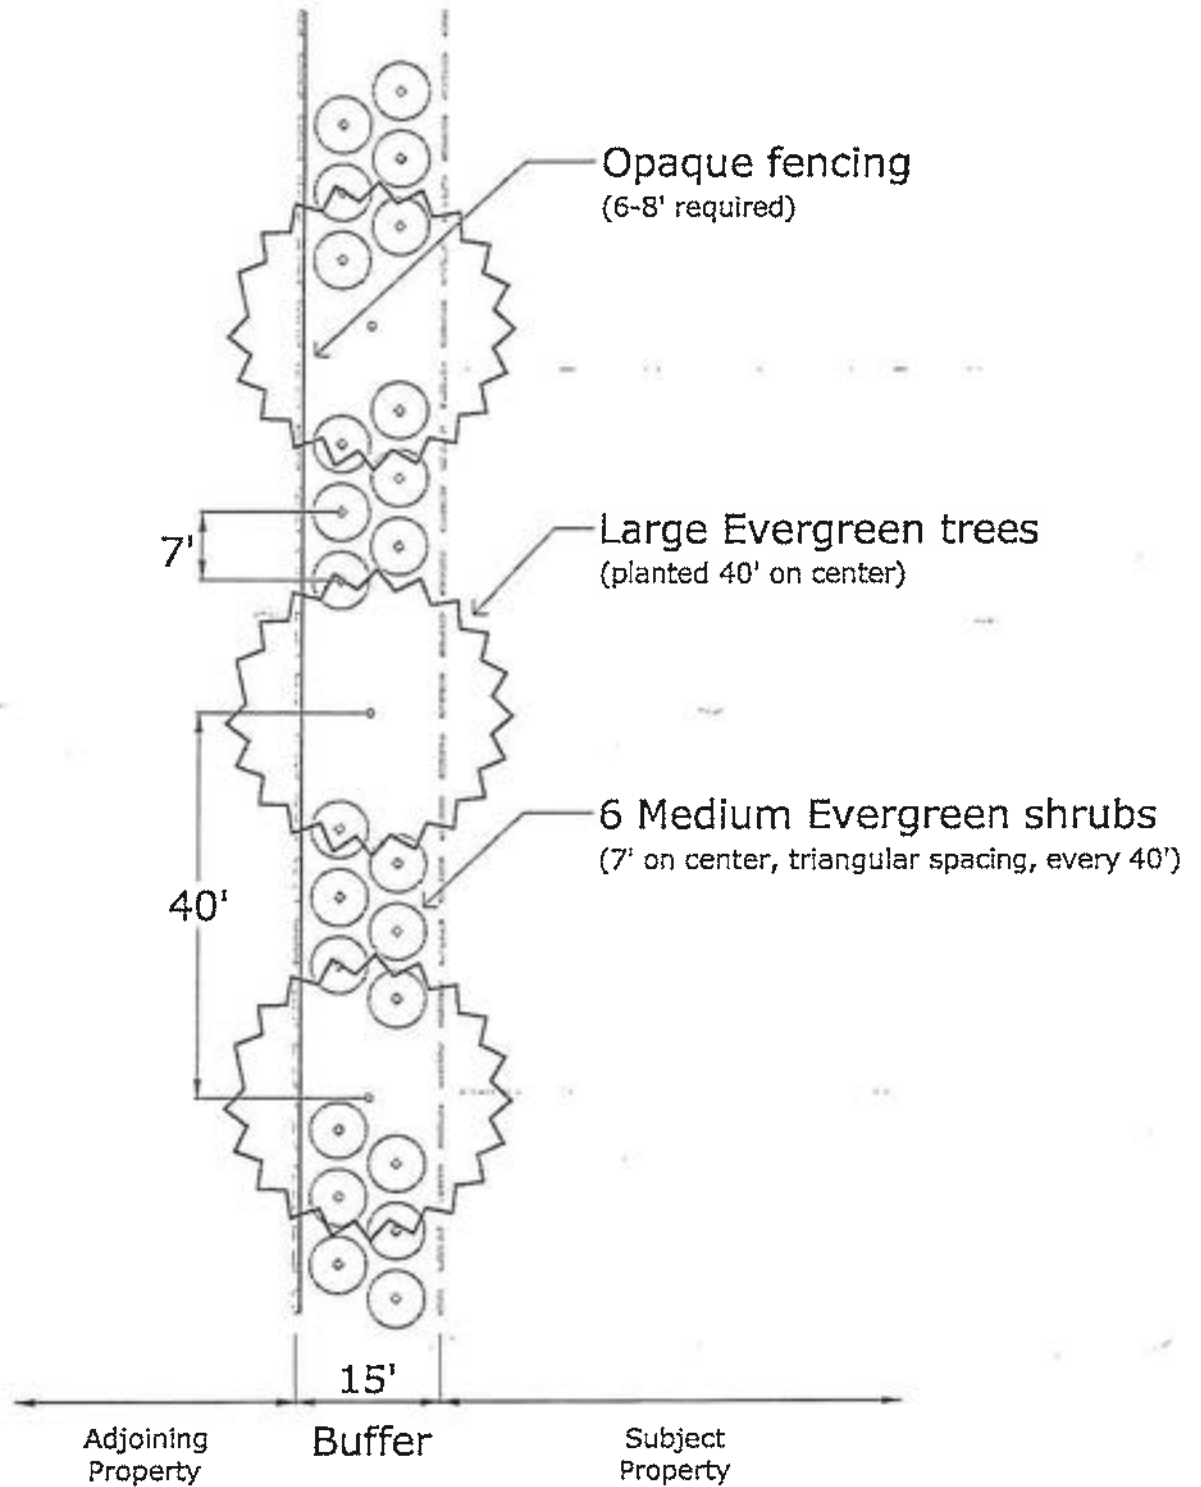 Opaque fencing
(6-8' required)
Large Evergreen trees
(planted 40' on center)
7'
6 Medium Evergreen shrubs
(7' on center, triangular spacing, every 40')
40'
15'
Adjoining
Property
Buffer
Subject
Property